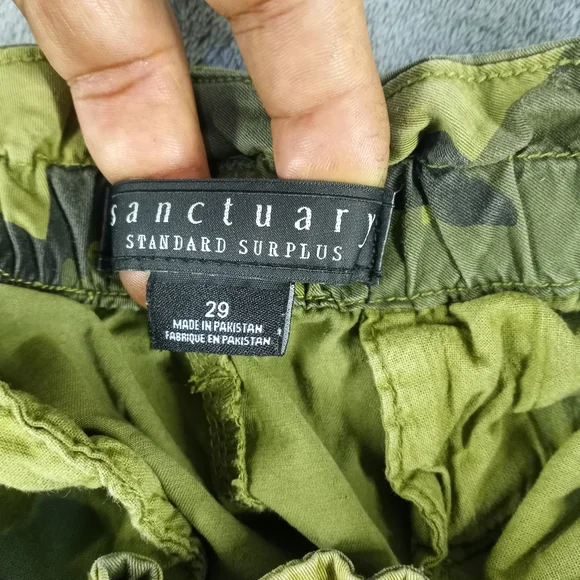 sanctuary
STANDARD SURPLUS
29
MADE IN PAKISTAN
FABRIQUE EN PAKISTAN